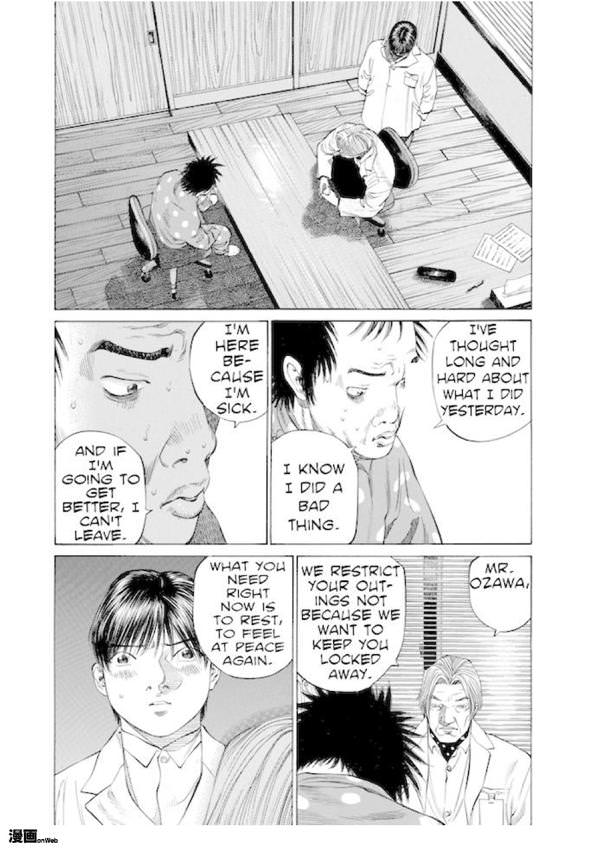 I'VE
THOUGHT
LONG AND
HARD ABOUT
WHAT I DID
YESTERDAY.
I KNOW
I DID A
BAD
THING.
I'M
HERE
BE-
CAUSE
I'M
SICK.
AND IF
I'M
GOING TO
GET
BETTER, I
CAN'T
LEAVE.
MR.
OZAWA,
WE RESTRICT
YOUR OUT-
INGS NOT
BECAUSE WE
WANT TO
KEEP YOU
LOCKED
AWAY.
WHAT YOU
NEED
RIGHT
NOW IS
TO REST,
TO FEEL
AT PEACE
AGAIN.
漫画 on Web